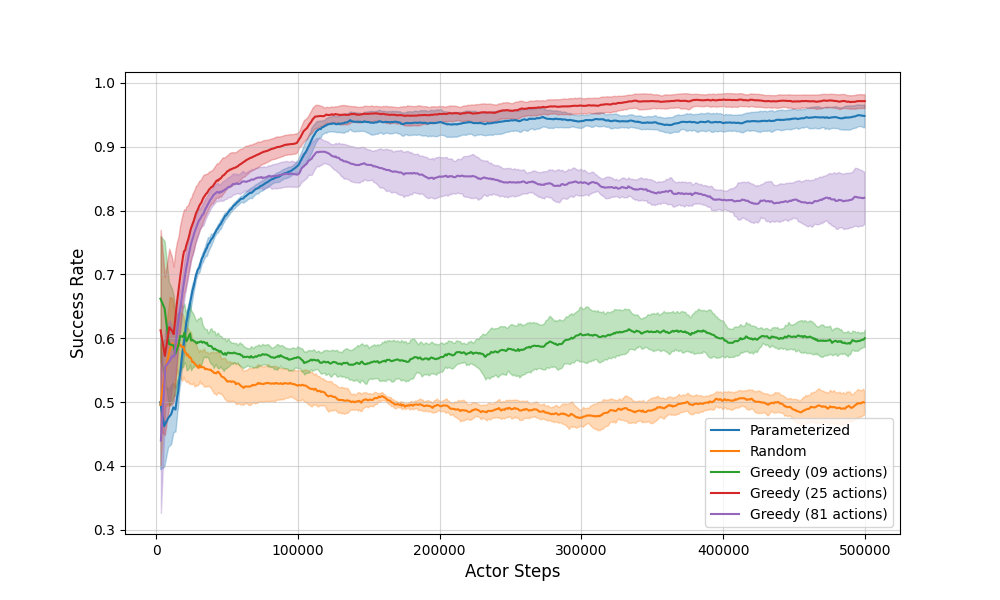 1.0
0.9
0.8
0.7
0.6
0.5
0.4
0.3
Success Rate
0
100000
200000
300000
400000
500000
Actor Steps
Parameterized
Random
Greedy (09 actions)
Greedy (25 actions)
Greedy (81 actions)